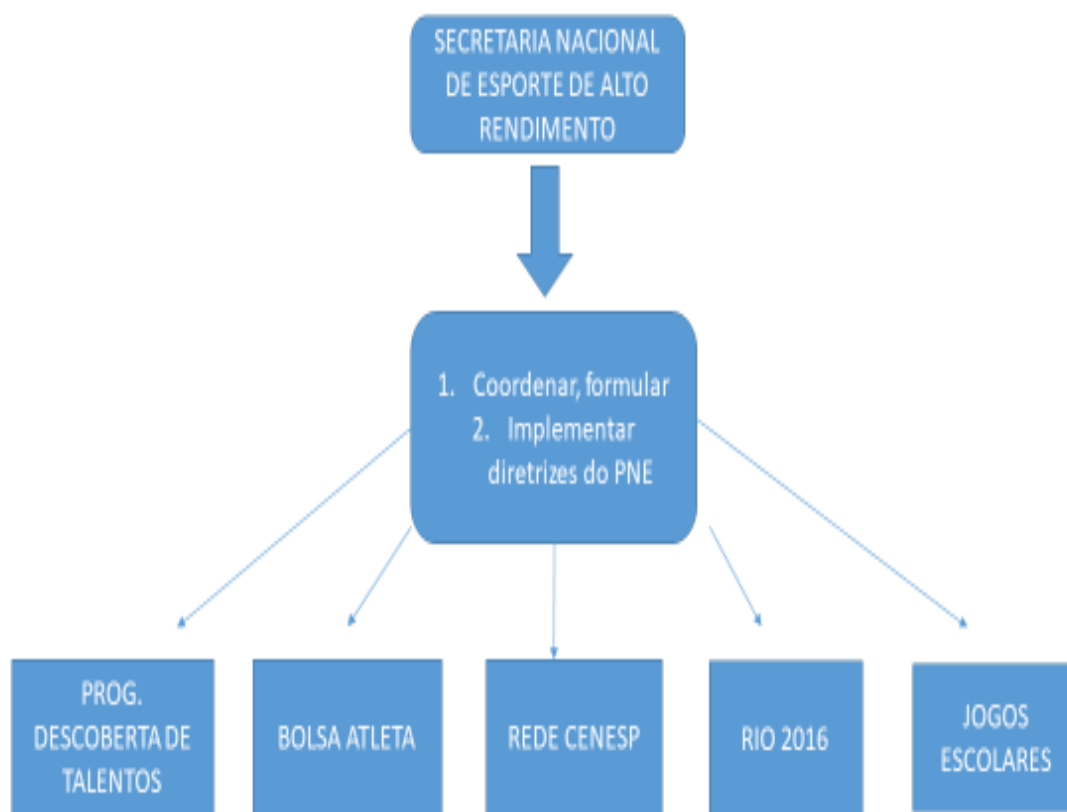 SECRETARIA NACIONAL
DE ESPORTE DE ALTO
RENDIMENTO
1. Coordenar, formular
2. Implementar
diretrizes do PNE
PROG.
DESCOBERTA DE
TALENTOS
BOLSA ATLETA
REDE CENESP
RIO 2016
JOGOS
ESCOLARES